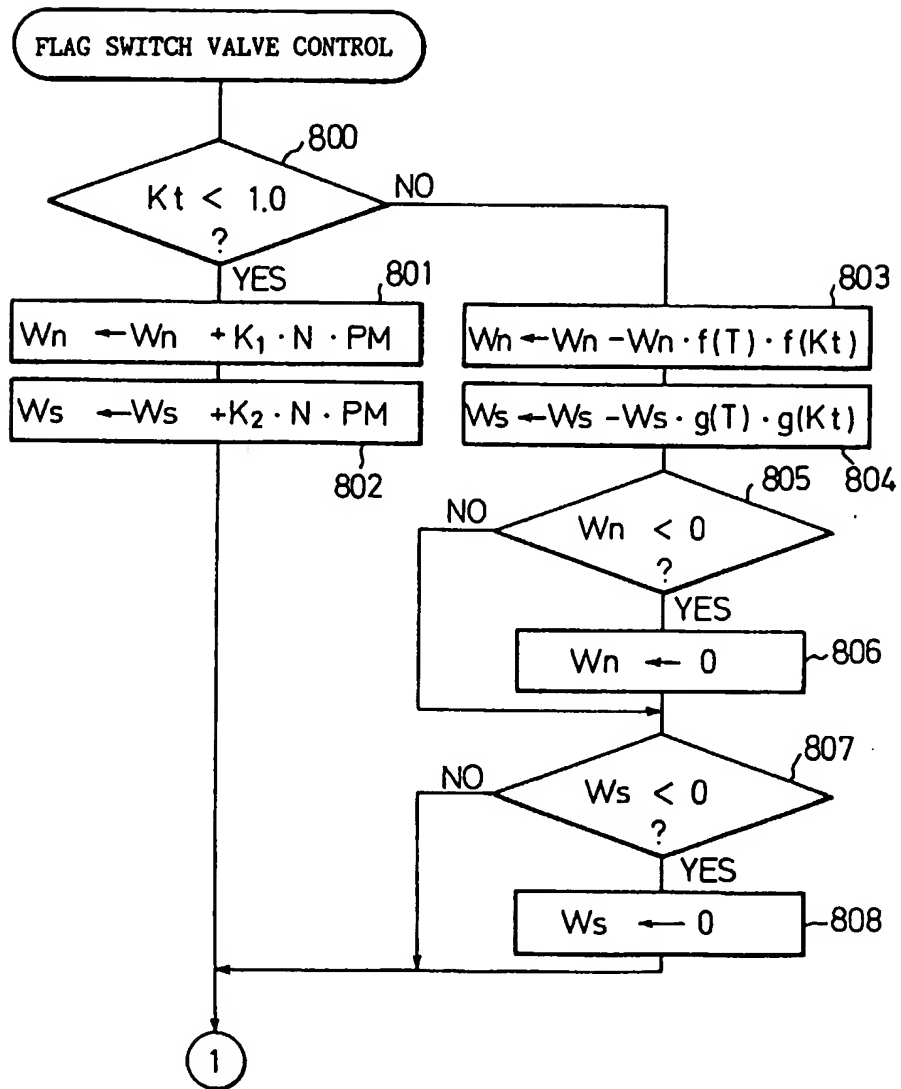 FLAG SWITCH VALVE CONTROL
800
Kt < 1.0
?
NO
YES
801
Wn ← Wn + K₁ · N · PM
Ws ← Ws + K₂ · N · PM
802
803
Wn ← Wn − Wn · f(T) · f(Kt)
Ws ← Ws − Ws · g(T) · g(Kt)
804
805
NO
Wn < 0
?
YES
Wn ← 0
806
807
NO
Ws < 0
?
YES
Ws ← 0
808
1